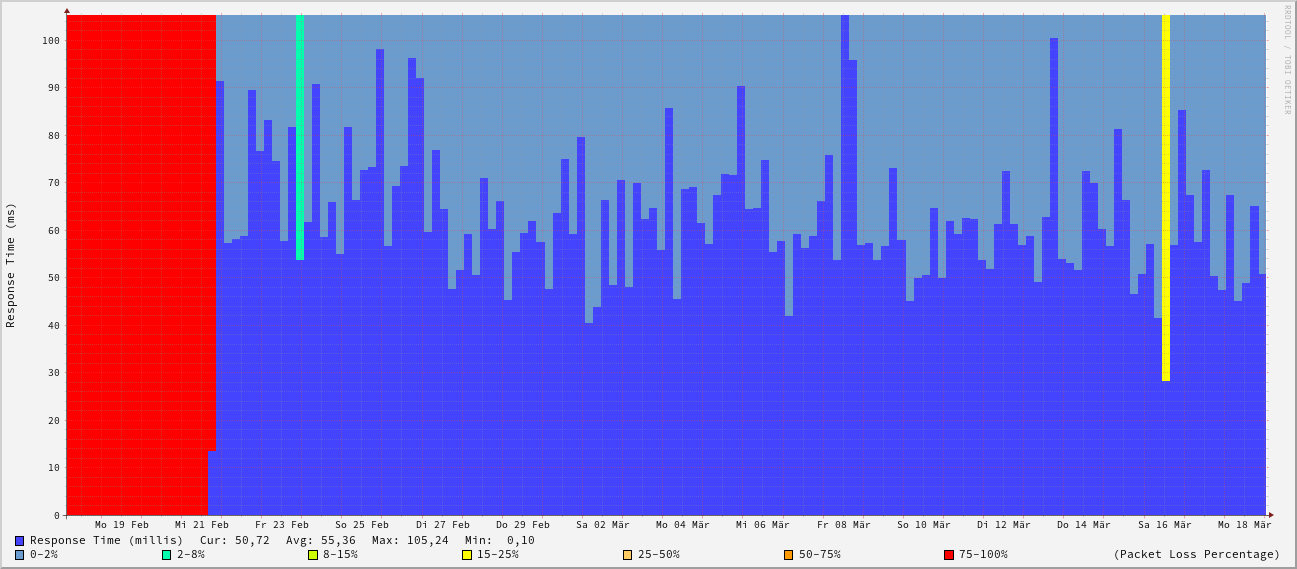 RRDTOOL / TOBI OETIKER
Response Time (ms)
100
90
80
70
60
50
40
30
20
10
0
Mo 19 Feb Mi 21 Feb Fr 23 Feb So 25 Feb Di 27 Feb Do 29 Feb Sa 02 Mär Mo 04 Mär Mi 06 Mär Fr 08 Mär So 10 Mär Di 12 Mär Do 14 Mär Sa 16 Mär Mo 18 Mär
Response Time (millis) Cur: 50,72 Avg: 55,36 Max: 105,24 Min: 0,10
0-2% 2-8% 8-15% 15-25% 25-50% 50-75% 75-100% (Packet Loss Percentage)